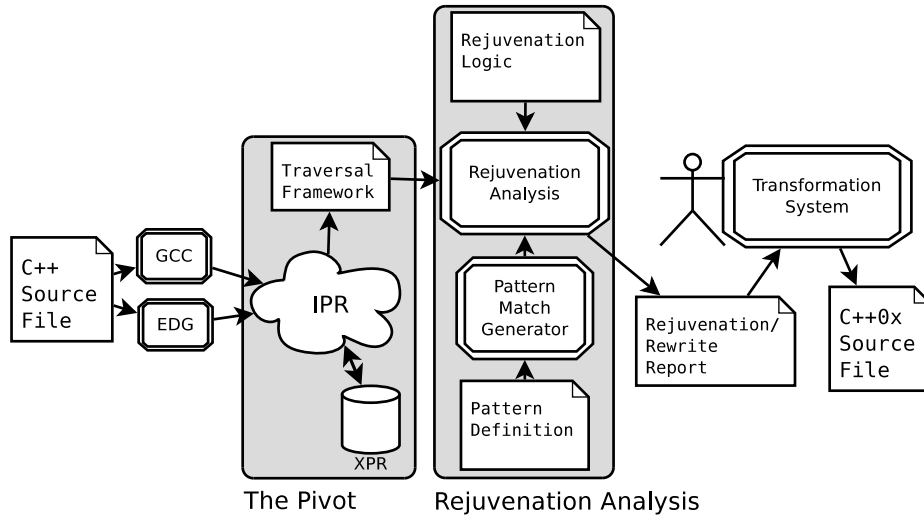 Rejuvenation
Logic
Traversal
Framework
Rejuvenation
Analysis
Transformation
System
C++
Source
File
GCC
EDG
IPR
Pattern
Match
Generator
Rejuvenation/
Rewrite
Report
C++0x
Source
File
Pattern
Definition
XPR
The Pivot
Rejuvenation Analysis